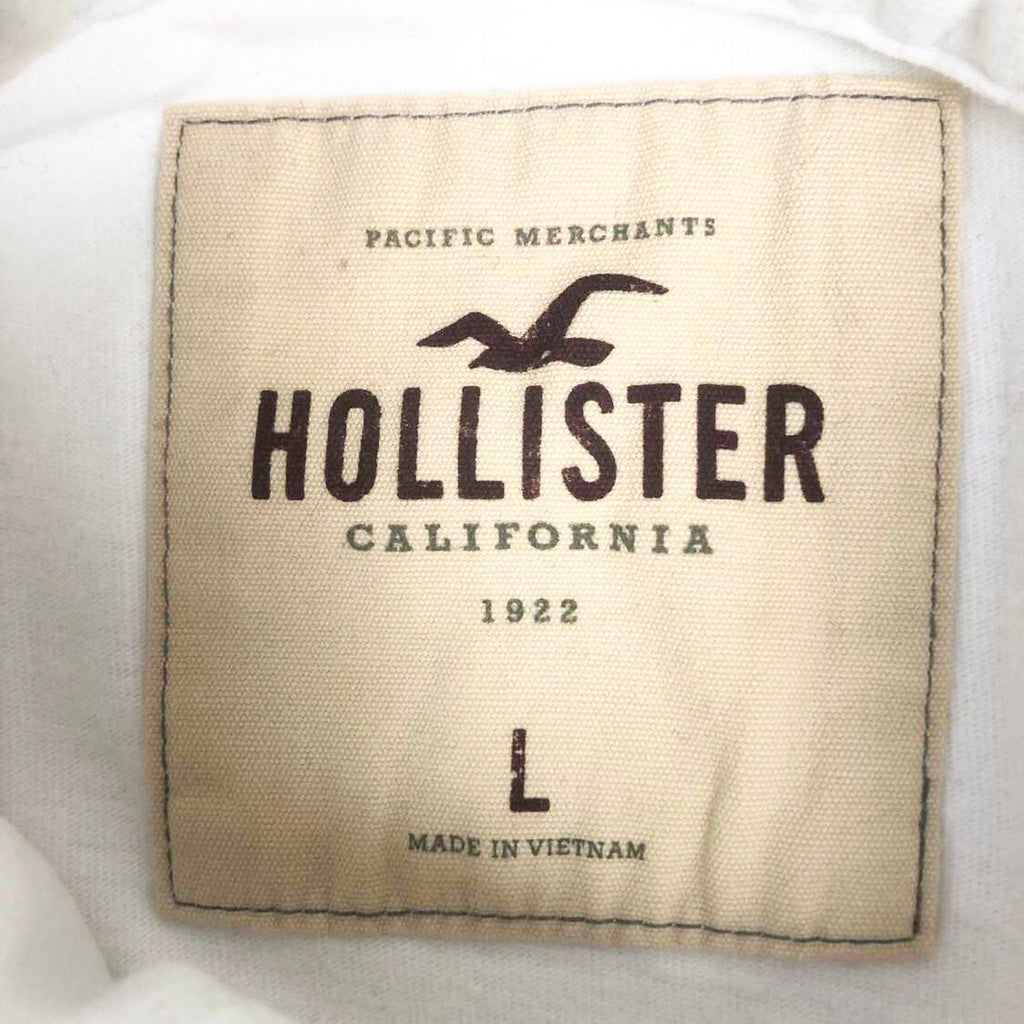 PACIFIC MERCHANTS
HOLLISTER
CALIFORNIA
1922
L
MADE IN VIETNAM